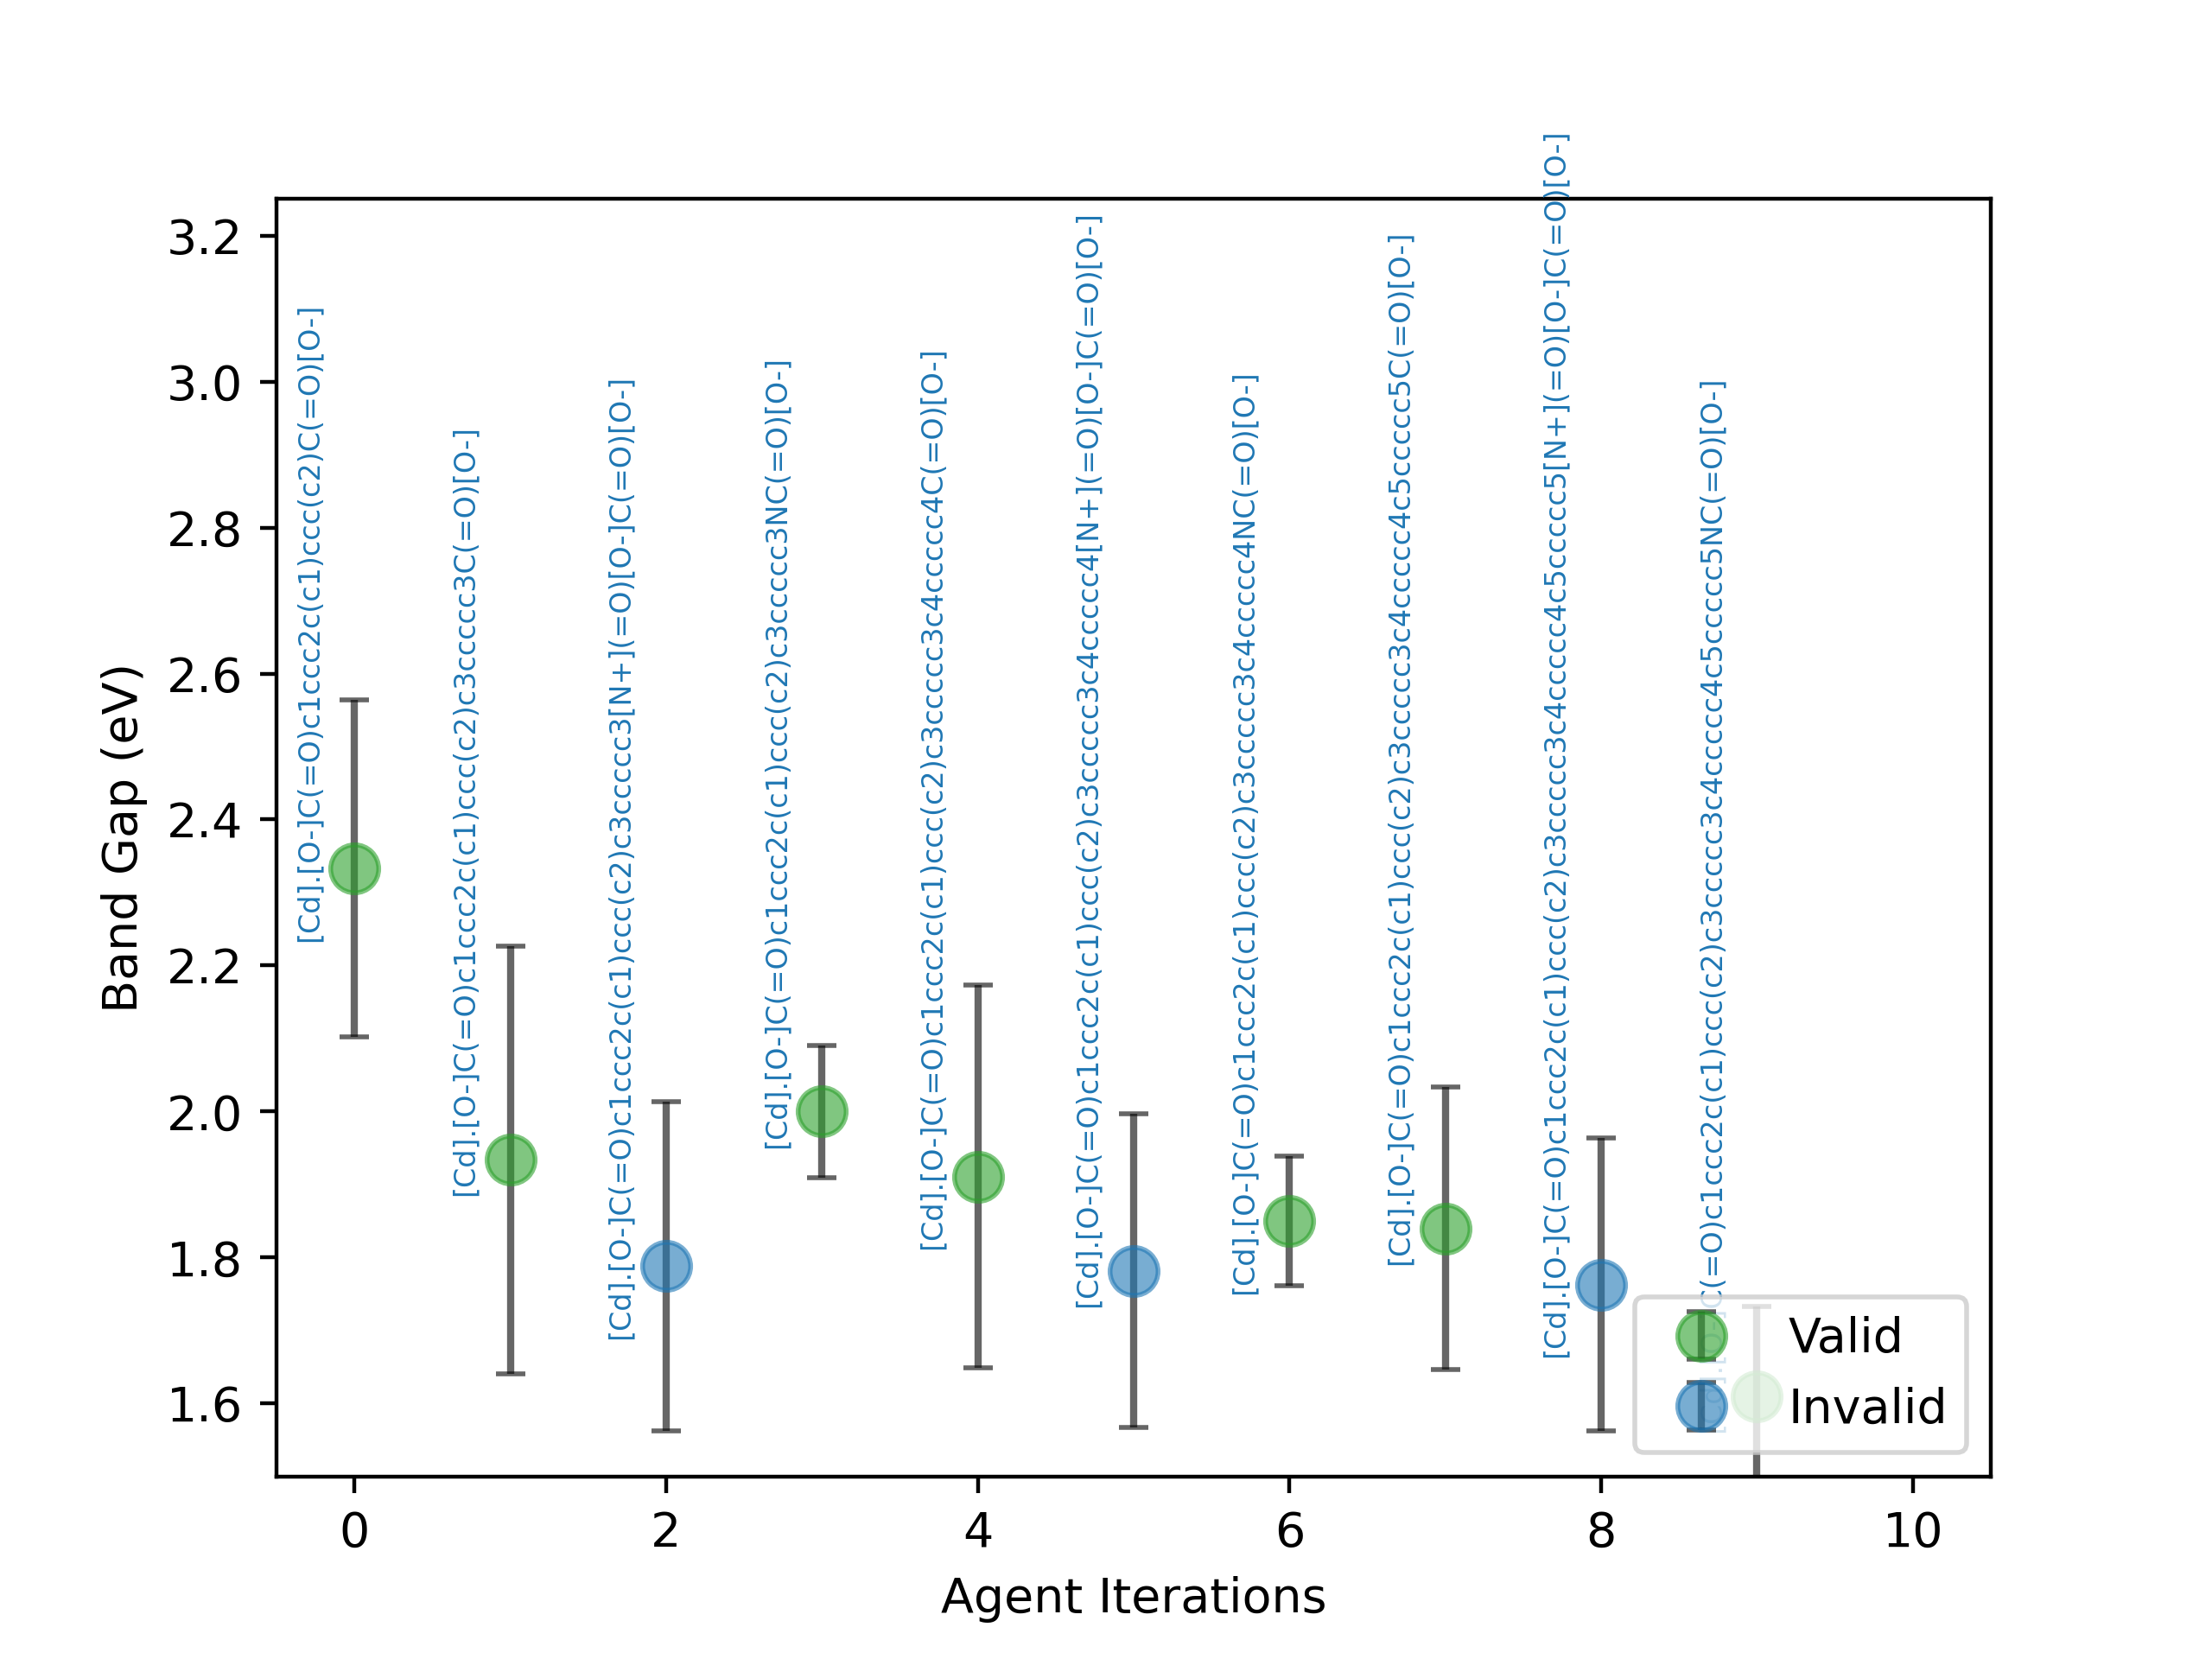 3.2
3.0
2.8
2.6
2.4
2.2
2.0
1.8
1.6
Band Gap (eV)
[Cd].[O-]C(=O)c1ccc2c(c1)ccc(c2)C(=O)[O-]
[Cd].[O-]C(=O)c1ccc2c(c1)ccc(c2)c3ccccc3C(=O)[O-]
[Cd].[O-]C(=O)c1ccc2c(c1)ccc(c2)c3ccccc3[N+](=O)[O-]C(=O)[O-]
[Cd].[O-]C(=O)c1ccc2c(c1)ccc(c2)c3ccccc3NC(=O)[O-]
[Cd].[O-]C(=O)c1ccc2c(c1)ccc(c2)c3ccccc3c4ccccc4C(=O)[O-]
[Cd].[O-]C(=O)c1ccc2c(c1)ccc(c2)c3ccccc3c4ccccc4[N+](=O)[O-]C(=O)[O-]
[Cd].[O-]C(=O)c1ccc2c(c1)ccc(c2)c3ccccc3c4ccccc4NC(=O)[O-]
[Cd].[O-]C(=O)c1ccc2c(c1)ccc(c2)c3ccccc3c4ccccc4c5ccccc5C(=O)[O-]
[Cd].[O-]C(=O)c1ccc2c(c1)ccc(c2)c3ccccc3c4ccccc4c5ccccc5[N+](=O)[O-]C(=O)[O-]
C(=O)c1ccc2c(c1)ccc(c2)c3ccccc3c4ccccc4c5ccccc5NC(=O)[O-]
Valid
Invalid
0 2 4 6 8 10
Agent Iterations